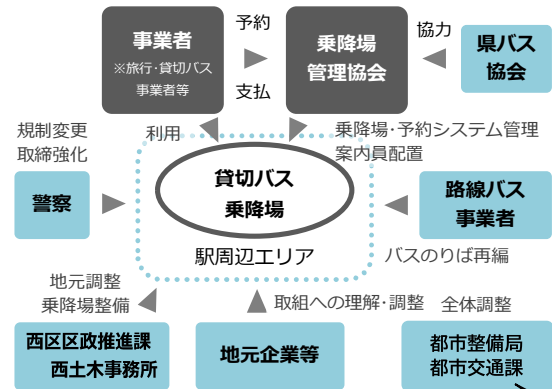 事業者
※旅行・貸切バス
事業者等
予約
支払
乗降場
管理協会
協力
県バス
協会
規制変更
取締強化
利用
乗降場・予約システム管理
案内員配置
警察
貸切バス
乗降場
路線バス
事業者
駅周辺エリア
バスのりば再編
地元調整
乗降場整備
取組への理解・調整
全体調整
西区区政推進課
西土木事務所
地元企業等
都市整備局
都市交通課